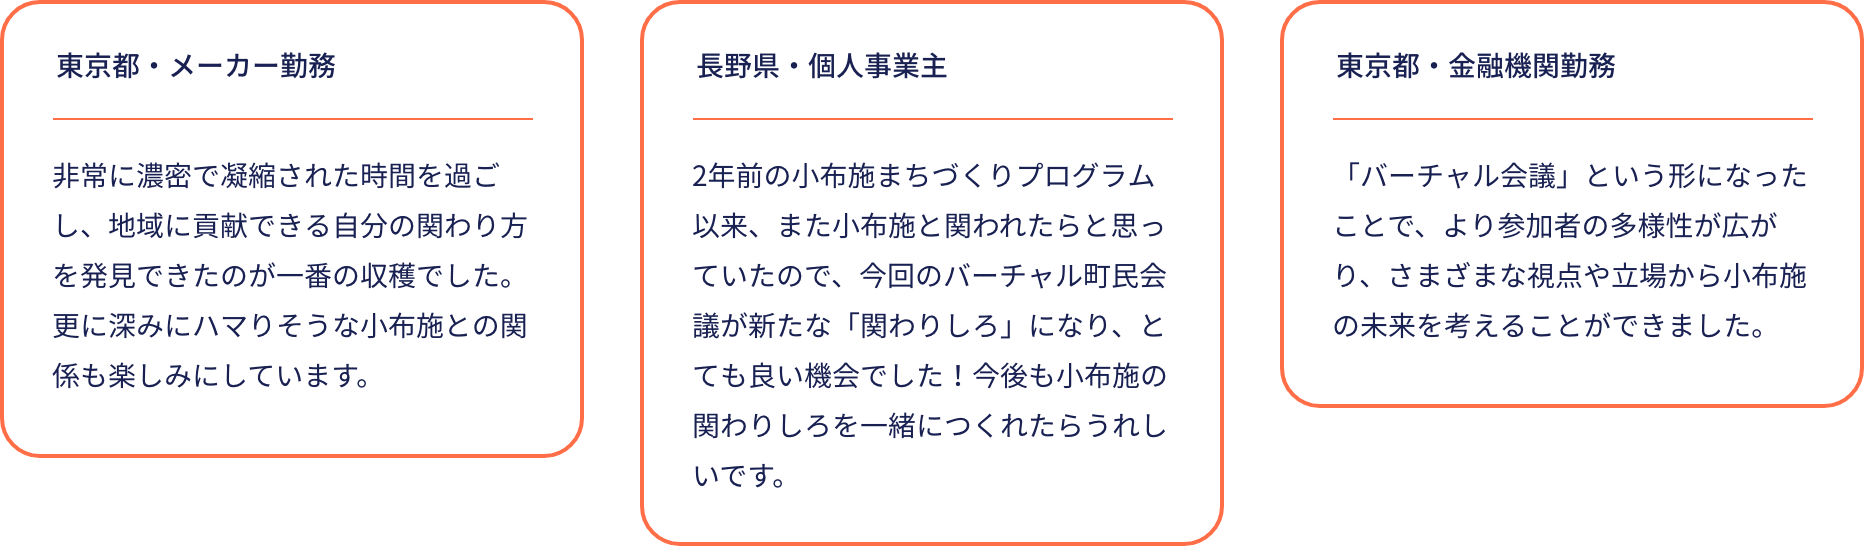 東京都・メーカー勤務
非常に濃密で凝縮された時間を過ご
し、地域に貢献できる自分の関わり方
を発見できたのが一番の収穫でした。
更に深みにハマりそうな小布施との関
係も楽しみにしています。
長野県・個人事業主
2年前の小布施まちづくりプログラム
以来、また小布施と関われたらと思っ
ていたので、今回のバーチャル町民会
議が新たな「関わりしろ」になり、と
ても良い機会でした！今後も小布施の
関わりしろを一緒につくれたらうれし
いです。
東京都・金融機関勤務
「バーチャル会議」という形になった
ことで、より参加者の多様性が広が
り、さまざまな視点や立場から小布施
の未来を考えることができました。